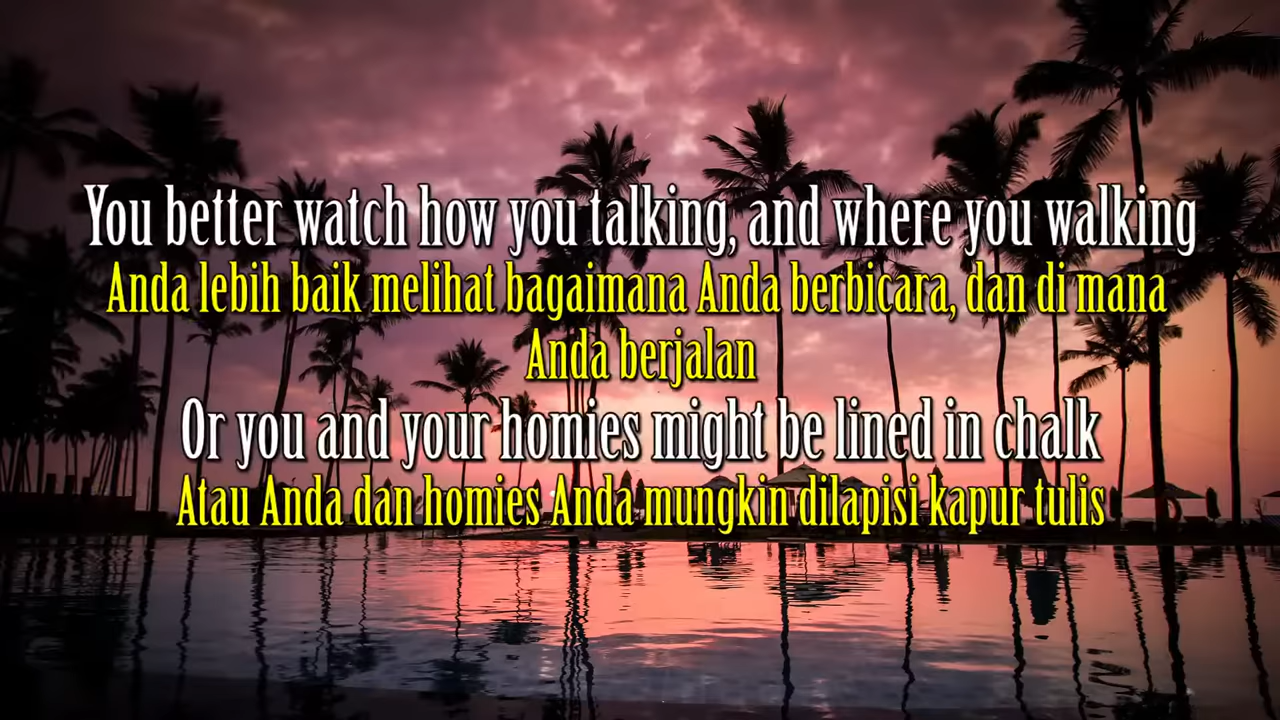 You better watch how you talking, and where you walking
Anda lebih baik melihat bagaimana Anda berbicara, dan di mana
Anda berjalan
Or you and your homies might be lined in chalk
Atau Anda dan homies Anda mungkin dilapisi kapur tulis